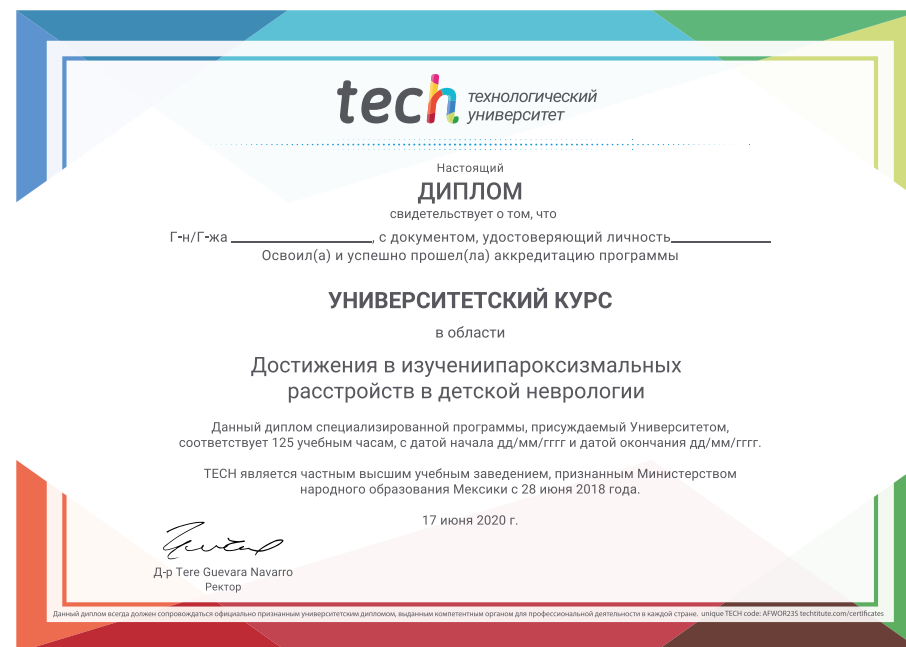 tech технологический
университет
Настоящий
ДИПЛОМ
свидетельствует о том, что
Г-н/Г-жа ____________________, с документом, удостоверяющий личность______________
Освоил(а) и успешно прошел(ла) аккредитацию программы
УНИВЕРСИТЕТСКИЙ КУРС
в области
Достижения в изучениипароксизмальных
расстройств в детской неврологии
Данный диплом специализированной программы, присуждаемый Университетом,
соответствует 125 учебным часам, с датой начала дд/мм/гггг и датой окончания дд/мм/гггг.
ТЕСН является частным высшим учебным заведением, признанным Министерством
народного образования Мексики с 28 июня 2018 года.
17 июня 2020 г.
Д-р Tere Guevara Navarro
Ректор
Данный диплом всегда должен сопровождаться официально признанным университетским дипломом, выданным компетентным органом для профессиональной деятельности в каждой стране. unique TECH code: AFWOR23S techtitute.com/certificates